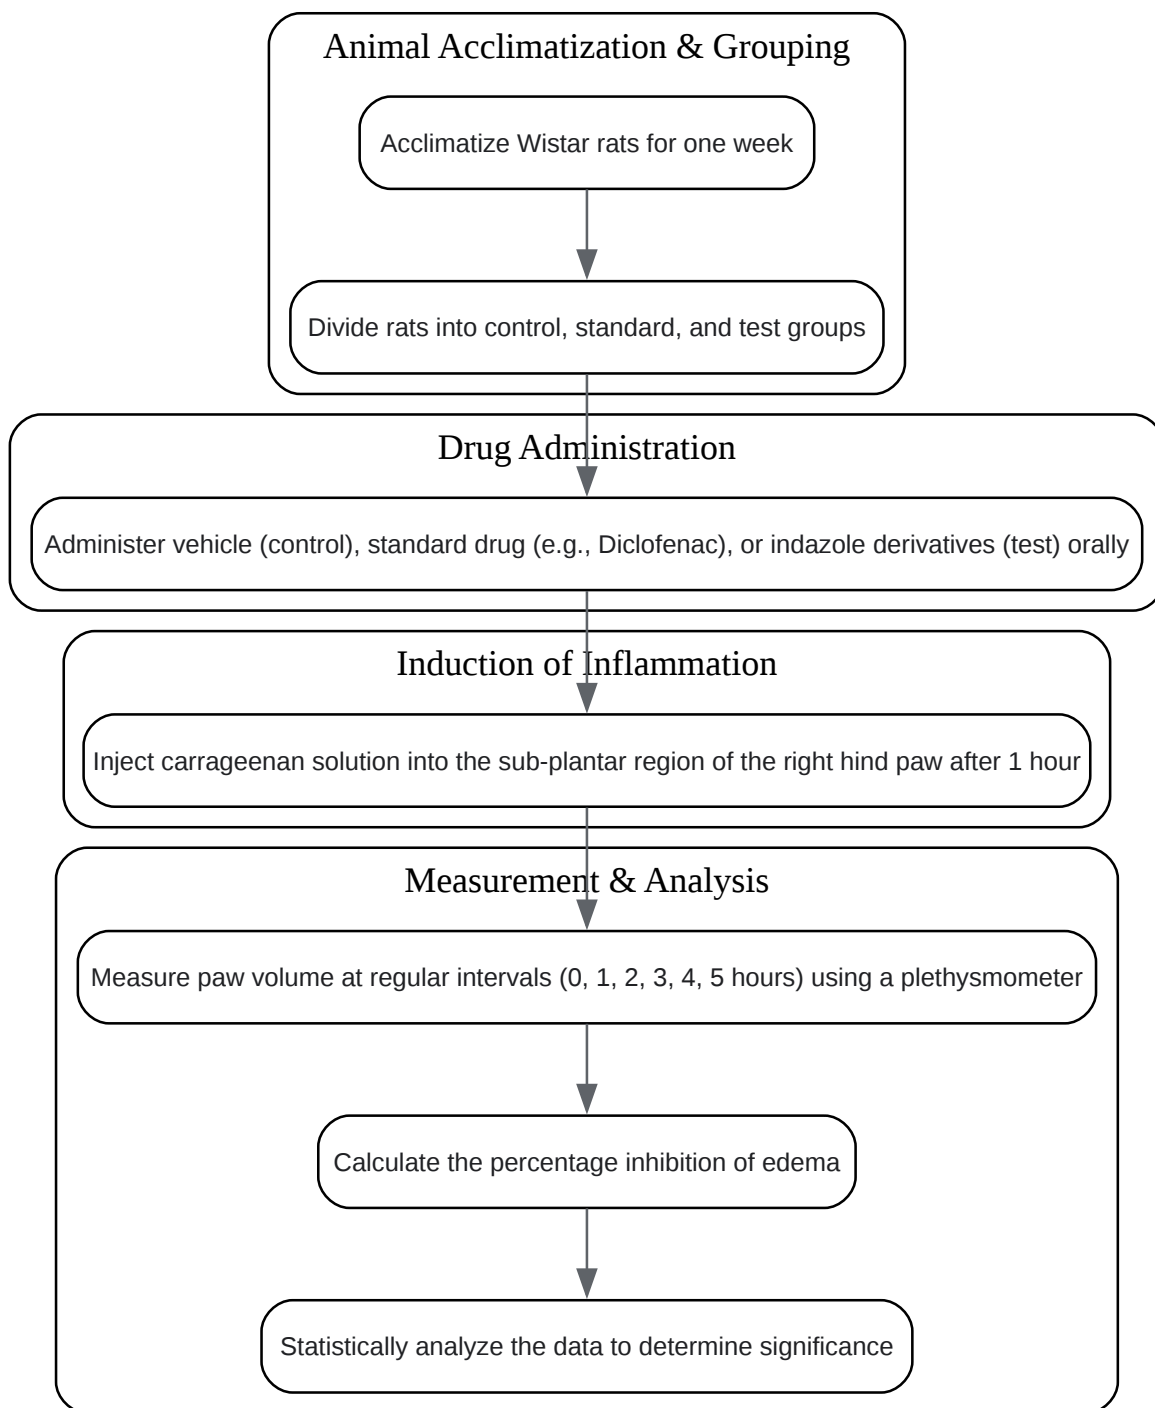 Animal Acclimatization & Grouping
Acclimatize Wistar rats for one week
Divide rats into control, standard, and test groups
Drug Administration
Administer vehicle (control), standard drug (e.g., Diclofenac), or indazole derivatives (test) orally
Induction of Inflammation
Inject carrageenan solution into the sub-plantar region of the right hind paw after 1 hour
Measurement & Analysis
Measure paw volume at regular intervals (0, 1, 2, 3, 4, 5 hours) using a plethysmometer
Calculate the percentage inhibition of edema
Statistically analyze the data to determine significance